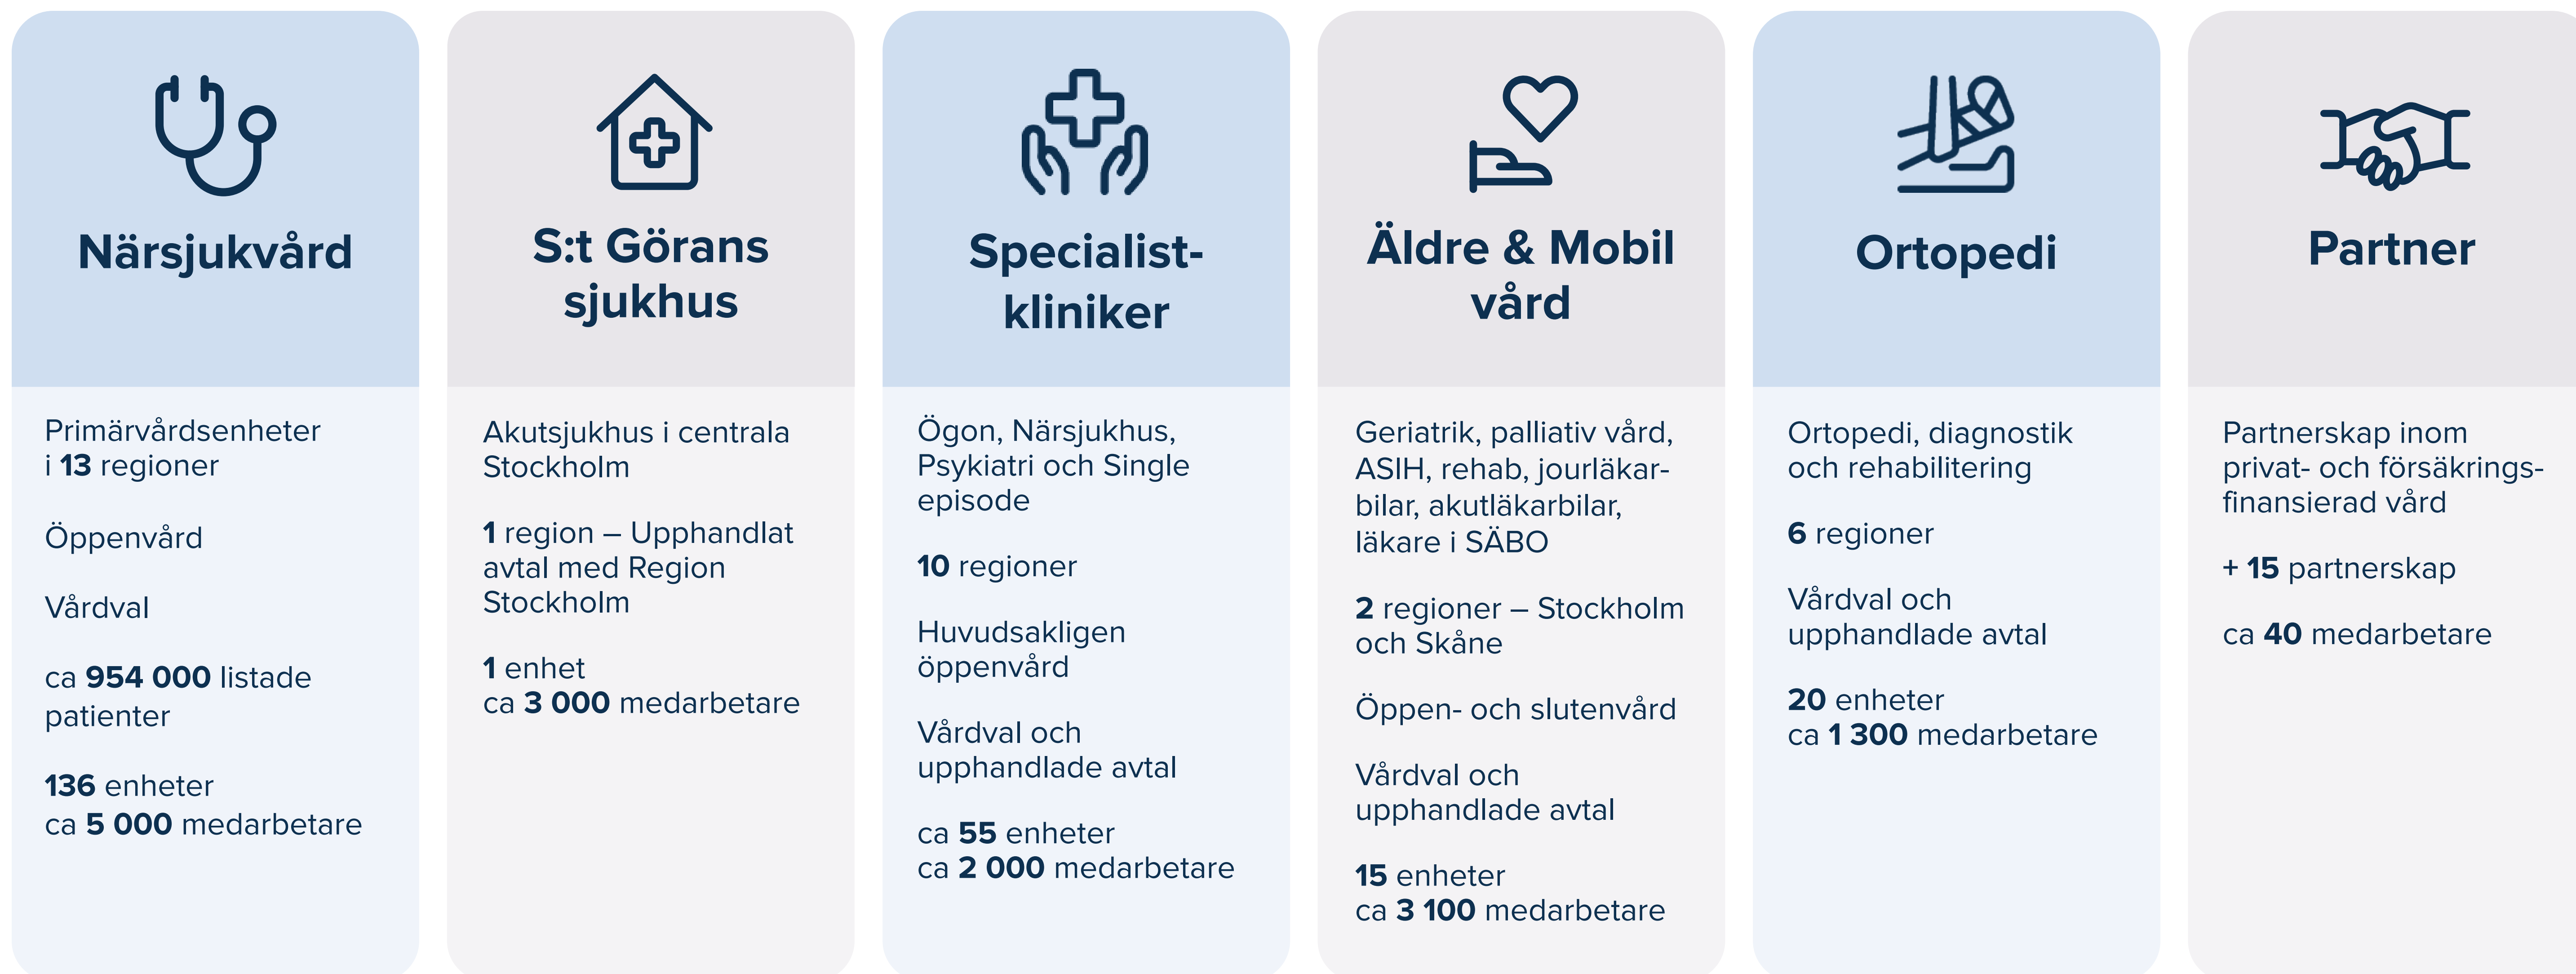 Närsjukvård
Primärvårdsenheter
i 13 regioner
Öppenvård
Vårdval
ca 954 000 listade
patienter
136 enheter
ca 5 000 medarbetare
S:t Görans
sjukhus
Akutsjukhus i centrala
Stockholm
1 region – Upphandlat
avtal med Region
Stockholm
1 enhet
ca 3 000 medarbetare
Specialist-
kliniker
Ögon, Närsjukhus,
Psykiatri och Single
episode
10 regioner
Huvudsakligen
öppenvård
Vårdval och
upphandlade avtal
ca 55 enheter
ca 2 000 medarbetare
Äldre & Mobil
vård
Geriatrik, palliativ vård,
ASIH, rehab, jourläkar-
bilar, akutläkarbilar,
läkare i SÄBO
2 regioner – Stockholm
och Skåne
Öppen- och slutenvård
Vårdval och
upphandlade avtal
15 enheter
ca 3 100 medarbetare
Ortopedi
Ortopedi, diagnostik
och rehabilitering
6 regioner
Vårdval och
upphandlade avtal
20 enheter
ca 1 300 medarbetare
Partner
Partnerskap inom
privat- och försäkrings-
finansierad vård
+ 15 partnerskap
ca 40 medarbetare